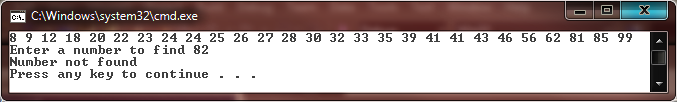 C:\Windows\system32\cmd.exe
8 9 12 18 20 22 23 24 24 25 26 27 28 30 32 33 35 39 41 41 43 46 56 62 81 85 99
Enter a number to find 82
Number not found
Press any key to continue . . .